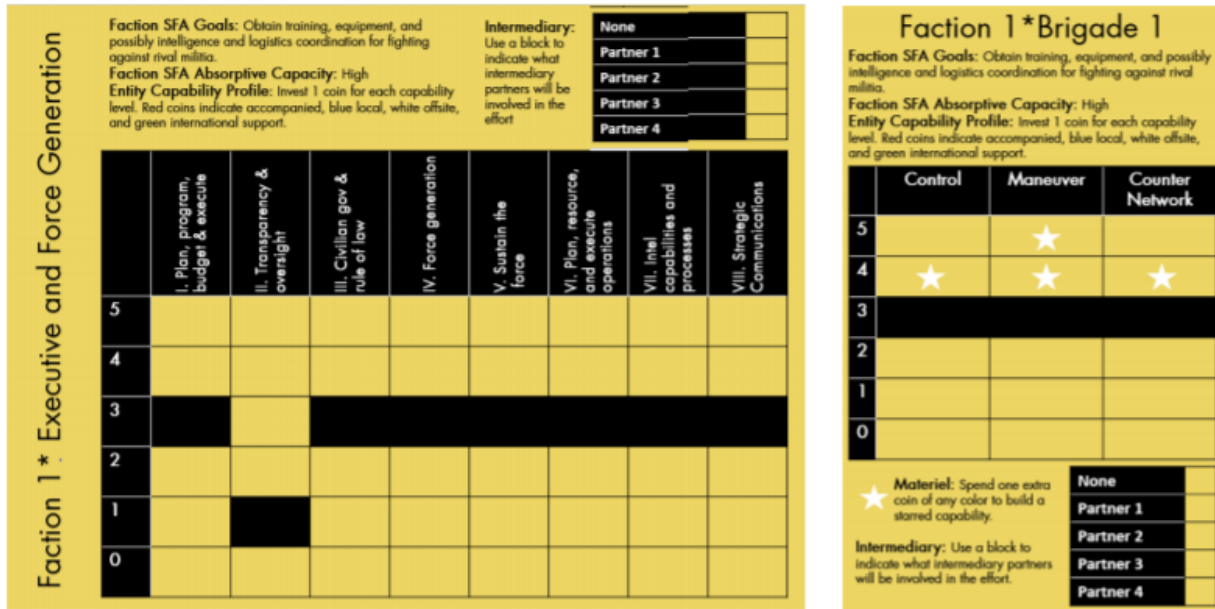 Faction 1* Executive and Force Generation
Faction SFA Goals: Obtain training, equipment, and
possibly intelligence and logistics coordination for fighting
against rival militia.
Faction SFA Absorptive Capacity: High
Entity Capability Profile: Invest 1 coin for each capability
level. Red coins indicate accompanied, blue local, white offsite,
and green international support.
Intermediary:
Use a block to
indicate what
intermediary
partners will be
involved in the
effort
None
Partner 1
Partner 2
Partner 3
Partner 4
I. Plan, program,
budget & execute
II. Transparency &
oversight
III. Civilian gov &
rule of law
IV. Force generation
V. Sustain the
force
VI. Plan, resource,
and execute
operations
VII. Intel
capabilities and
processes
VIII. Strategic
Communications
5
4
3
2
1
0
Faction 1*Brigade 1
Faction SFA Goals: Obtain training, equipment, and possibly
intelligence and logistics coordination for fighting against rival
militia.
Faction SFA Absorptive Capacity: High
Entity Capability Profile: Invest 1 coin for each capability
level. Red coins indicate accompanied, blue local, white offsite,
and green international support.
Control
Maneuver
Counter
Network
5
4
3
2
1
0
Materiel: Spend one extra
coin of any color to build a
starred capability.
Intermediary: Use a block to
indicate what intermediary partners
will be involved in the effort.
None
Partner 1
Partner 2
Partner 3
Partner 4